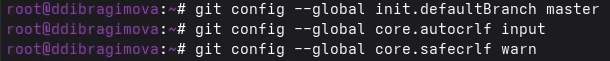 root@ddibragimova:~# git config --global init.defaultBranch master
root@ddibragimova:~# git config --global core.autocrlf input
root@ddibragimova:~# git config --global core.safecrlf warn